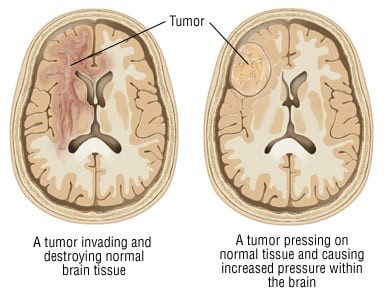 Tumor
A tumor invading and
destroying normal
brain tissue
A tumor pressing on
normal tissue and causing
increased pressure within
the brain